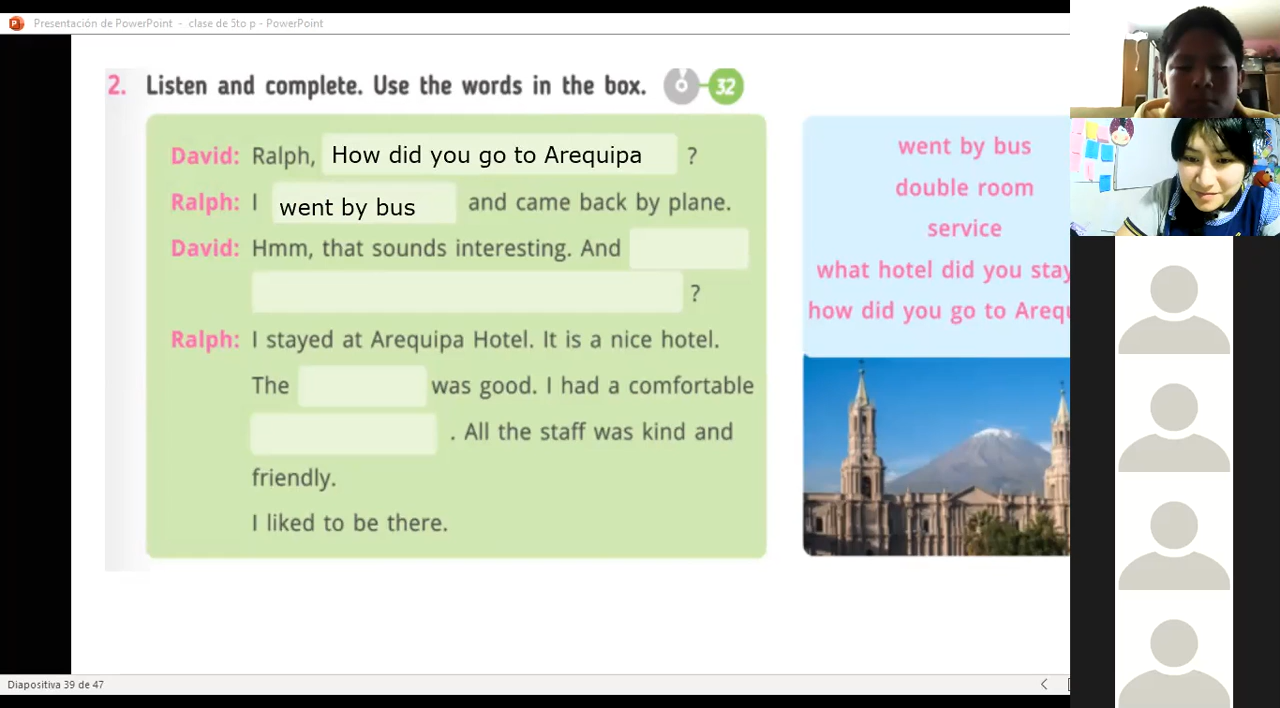 Presentación de PowerPoint - clase de 5to p - PowerPoint
2. Listen and complete. Use the words in the box. 32
David: Ralph, How did you go to Arequipa ?
Ralph: I went by bus and came back by plane.
David: Hmm, that sounds interesting. And
?
Ralph: I stayed at Arequipa Hotel. It is a nice hotel.
The was good. I had a comfortable
. All the staff was kind and
friendly.
I liked to be there.
went by bus
double room
service
what hotel did you stay
how did you go to Arequ
Diapositiva 39 de 47